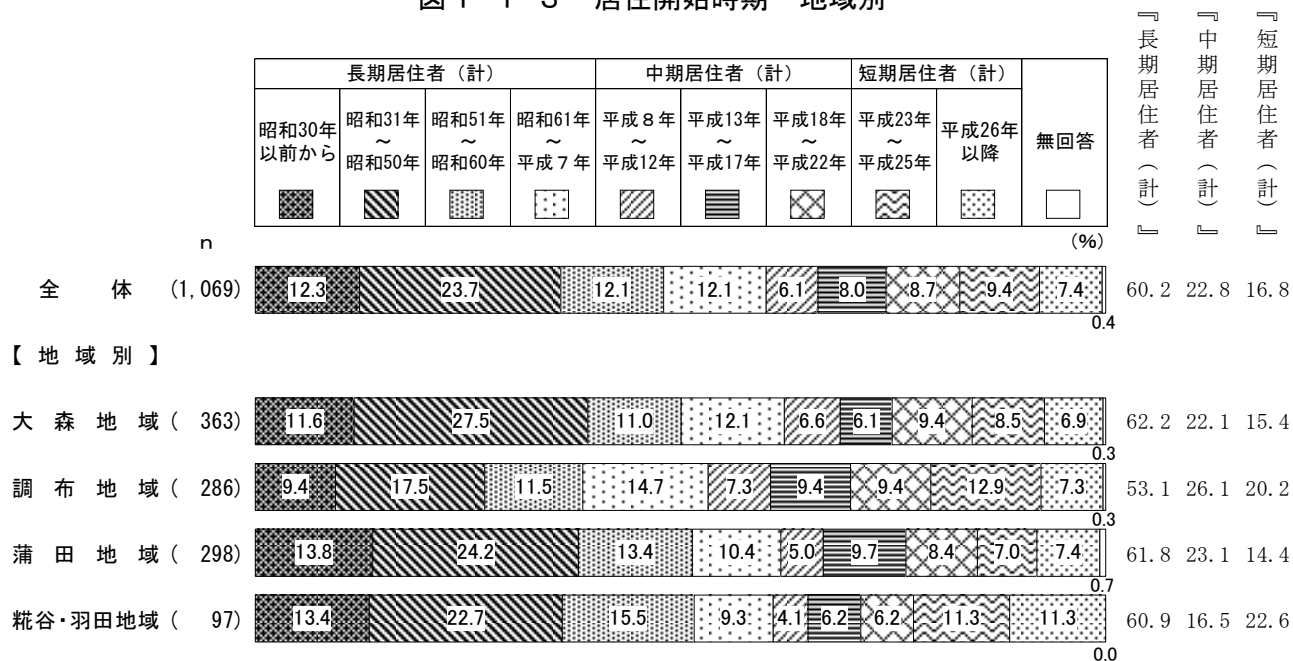 図1－1－3　居住開始時期－地域別
『長期居住者（計）』
『中期居住者（計）』
『短期居住者（計）』
長期居住者（計） 中期居住者（計） 短期居住者（計）
昭和30年以前から 昭和31年～昭和50年 昭和51年～昭和60年 昭和61年～平成７年 平成８年～平成12年 平成13年～平成17年 平成18年～平成22年 平成23年～平成25年 平成26年以降 無回答
n (%)
全体 (1,069) 12.3 23.7 12.1 12.1 6.1 8.0 8.7 9.4 7.4 60.2 22.8 16.8
0.4
【地域別】
大森地域 ( 363) 11.6 27.5 11.0 12.1 6.6 6.1 9.4 8.5 6.9 62.2 22.1 15.4
0.3
調布地域 ( 286) 9.4 17.5 11.5 14.7 7.3 9.4 9.4 12.9 7.3 53.1 26.1 20.2
0.3
蒲田地域 ( 298) 13.8 24.2 13.4 10.4 5.0 9.7 8.4 7.0 7.4 61.8 23.1 14.4
0.7
糀谷・羽田地域 ( 97) 13.4 22.7 15.5 9.3 4.1 6.2 6.2 11.3 11.3 60.9 16.5 22.6
0.0